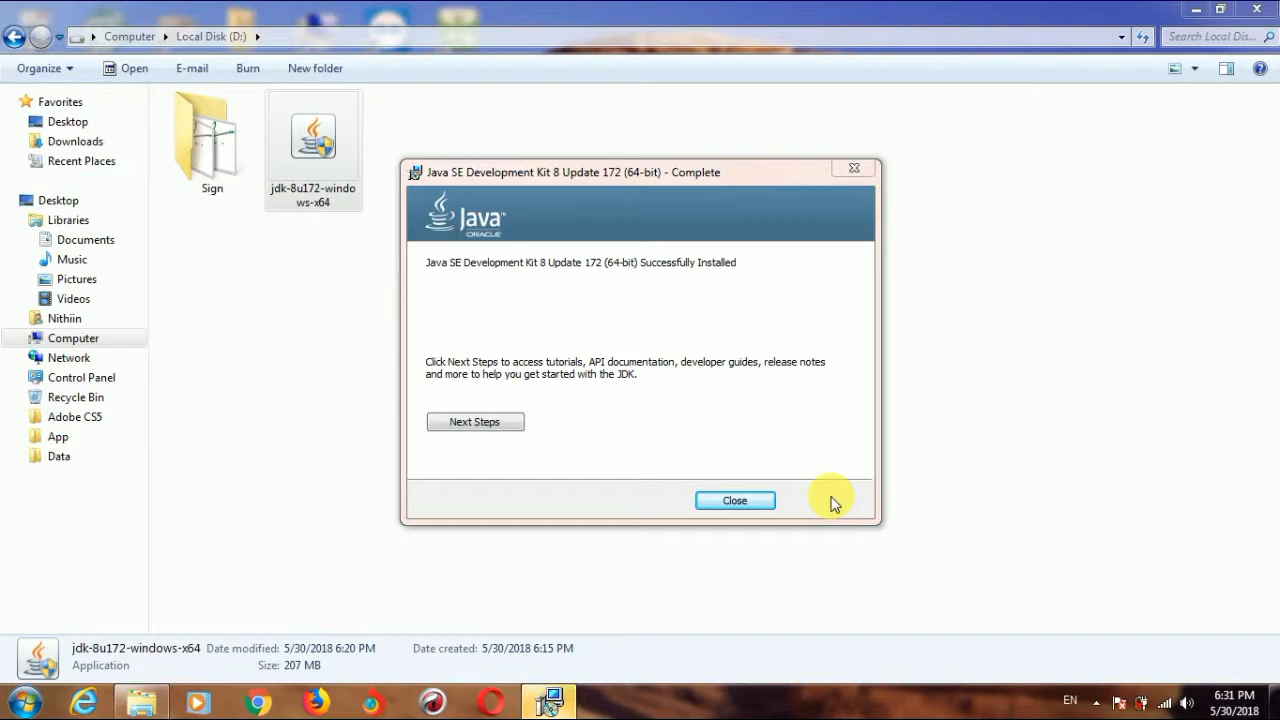 Computer
Local Disk (D:)
Search Local Dis...
Organize
Open
E-mail
Burn
New folder
Favorites
Desktop
Downloads
Recent Places
Desktop
Libraries
Documents
Music
Pictures
Videos
Nithiin
Computer
Network
Control Panel
Recycle Bin
Adobe CS5
App
Data
Sign
jdk-8u172-windo
ws-x64
Java SE Development Kit 8 Update 172 (64-bit) - Complete
Java™
ORACLE
Java SE Development Kit 8 Update 172 (64-bit) Successfully Installed
Click Next Steps to access tutorials, API documentation, developer guides, release notes
and more to help you get started with the JDK.
Next Steps
Close
jdk-8u172-windows-x64 Date modified: 5/30/2018 6:20 PM Date created: 5/30/2018 6:15 PM
Application Size: 207 MB
EN
6:31 PM
5/30/2018